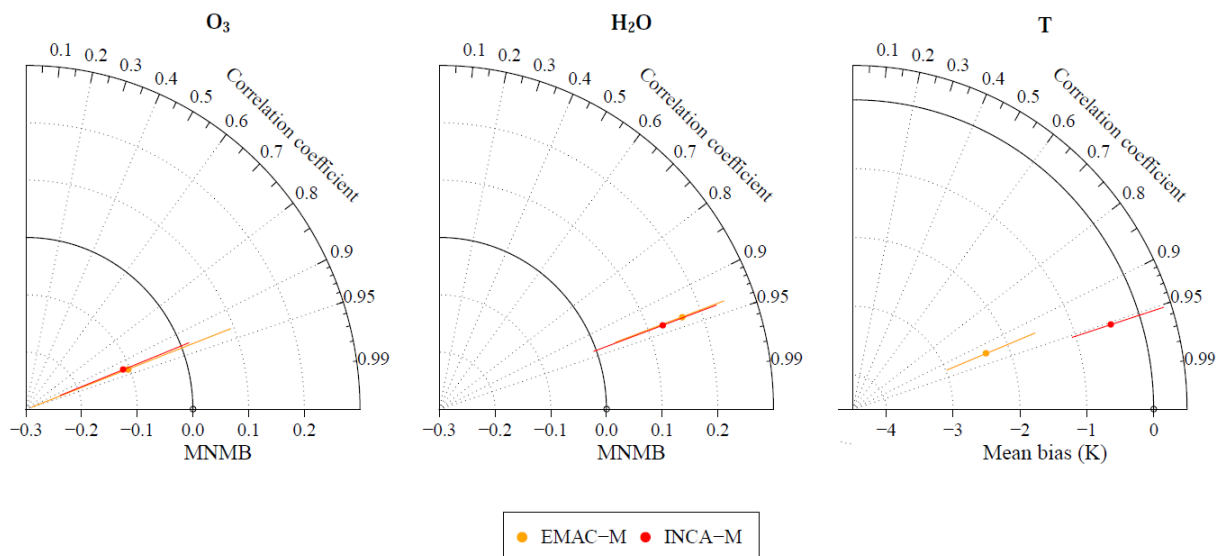 O₃
0.1 0.2 0.3 0.4 0.5 0.6 0.7 0.8 0.9 0.95 0.99
Correlation coefficient
−0.3 −0.2 −0.1 0.0 0.1 0.2
MNMB
H₂O
0.1 0.2 0.3 0.4 0.5 0.6 0.7 0.8 0.9 0.95 0.99
Correlation coefficient
−0.3 −0.2 −0.1 0.0 0.1 0.2
MNMB
T
0.1 0.2 0.3 0.4 0.5 0.6 0.7 0.8 0.9 0.95 0.99
Correlation coefficient
−4 −3 −2 −1 0
Mean bias (K)
EMAC−M INCA−M